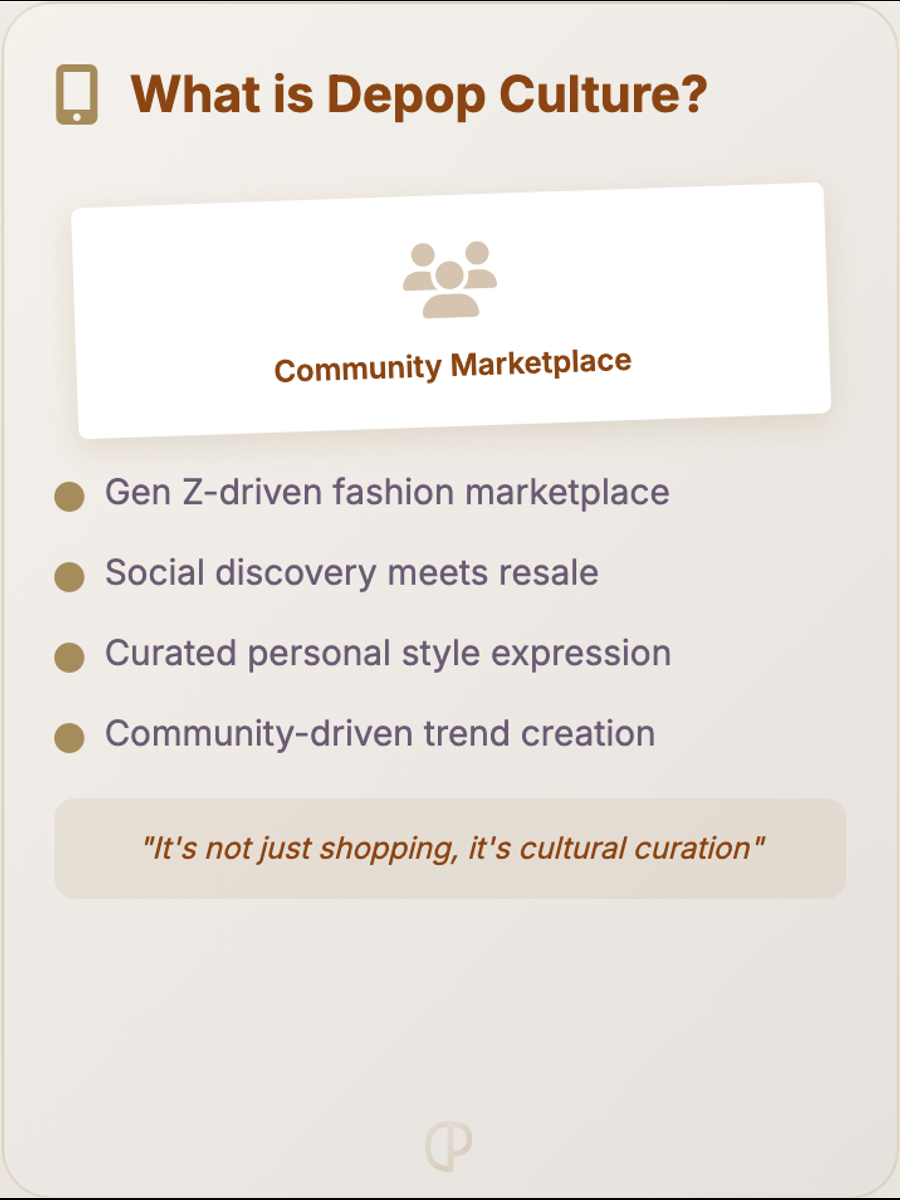 What is Depop Culture?
Community Marketplace
Gen Z-driven fashion marketplace
Social discovery meets resale
Curated personal style expression
Community-driven trend creation
"It's not just shopping, it's cultural curation"